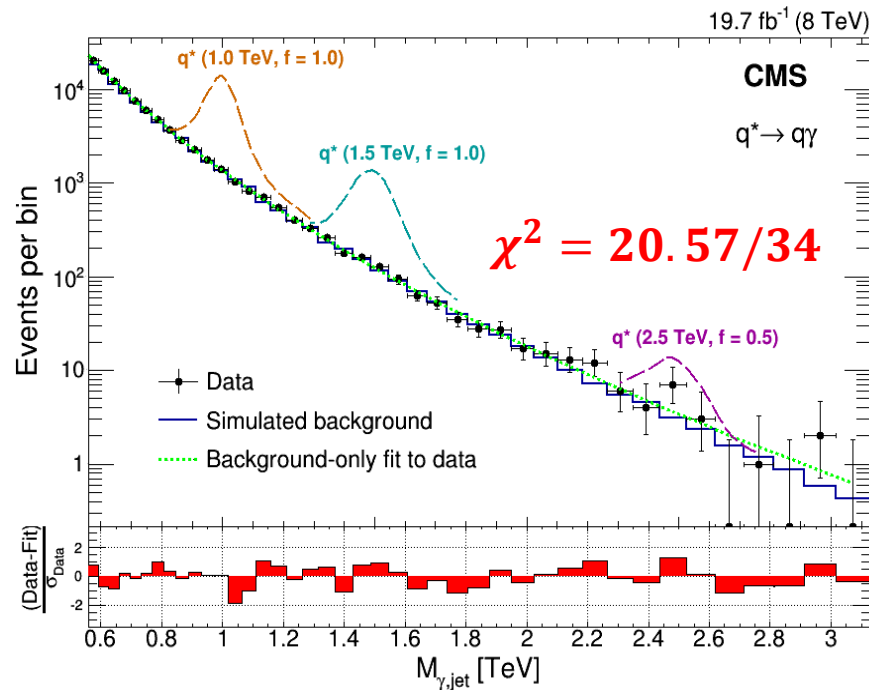 19.7 fb⁻¹ (8 TeV)
q* (1.0 TeV, f = 1.0)
CMS
q*→ qγ
q* (1.5 TeV, f = 1.0)
χ² = 20.57/34
q* (2.5 TeV, f = 0.5)
Events per bin
10⁴
10³
10²
10
1
Data
Simulated background
Background-only fit to data
(Data-Fit)
σData
2
0
-2
0.6 0.8 1 1.2 1.4 1.6 1.8 2 2.2 2.4 2.6 2.8 3
Mγ,jet [TeV]